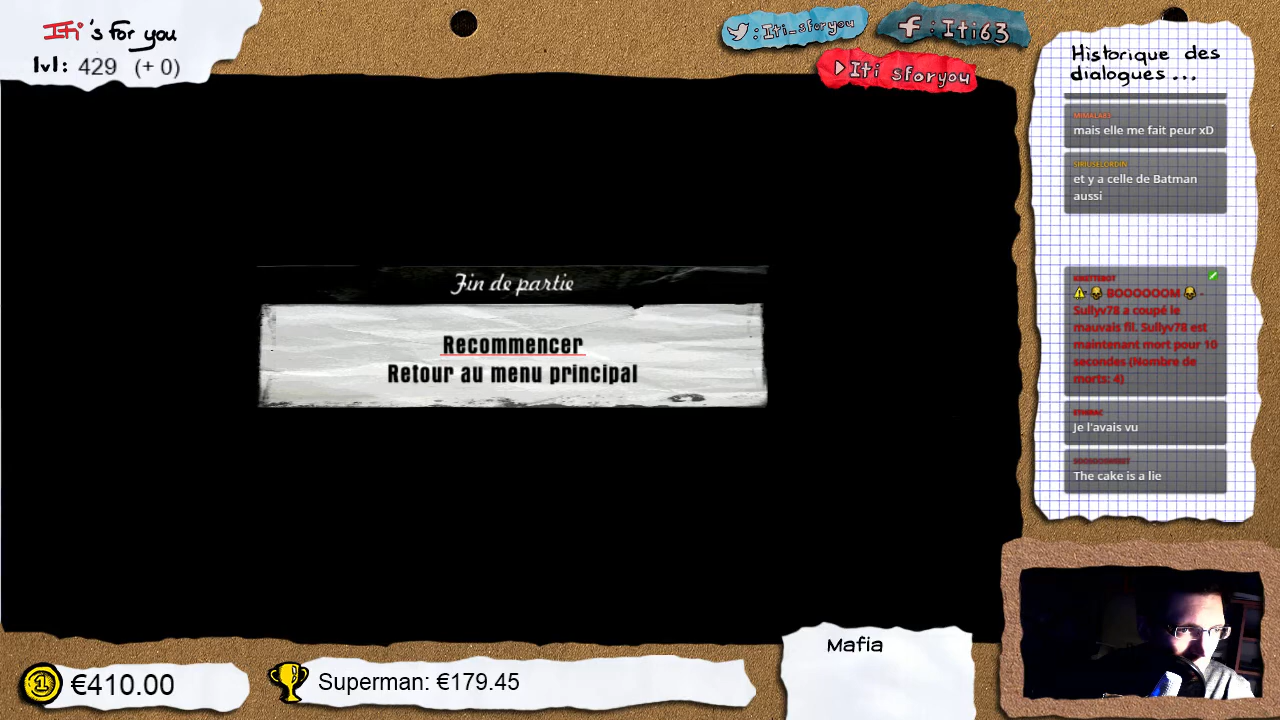 Iti's for you
lvl: 429 (+ 0)
:Iti_sforyou
f : Iti63
Iti sforyou
Historique des
dialogues...
mais elle me fait peur xD
SIRIUSELORDIN
et y a celle de Batman
aussi
BOOOOOOM -
Sullyv78 a coupé le
mauvais fil. Sullyv78 est
maintenant mort pour 10
secondes (Nombre de
morts: 4)
Je l'avais vu
The cake is a lie
Fin de partie
Recommencer
Retour au menu principal
Mafia
1 €410.00
Superman: €179.45